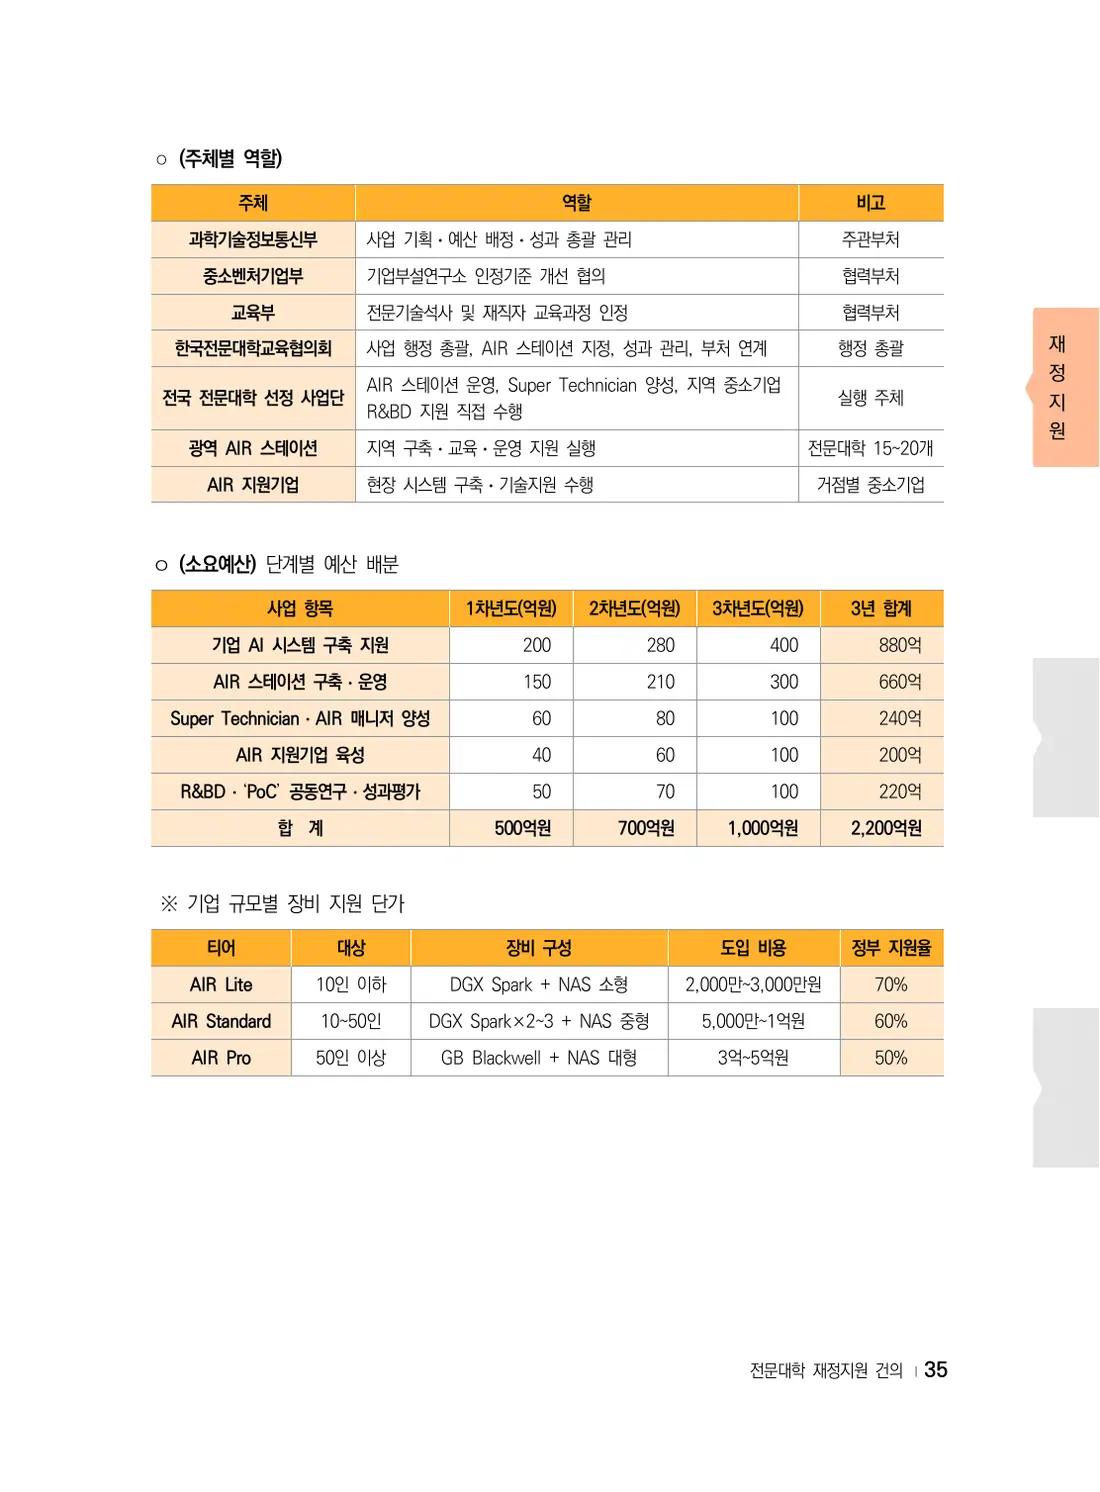 ○ (주체별 역할)
주체 역할 비고
과학기술정보통신부 사업 기획·예산 배정·성과 총괄 관리 주관부처
중소벤처기업부 기업부설연구소 인정기준 개선 협의 협력부처
교육부 전문기술석사 및 재직자 교육과정 인정 협력부처
한국전문대학교육협의회 사업 행정 총괄, AIR 스테이션 지정, 성과 관리, 부처 연계 행정 총괄
전국 전문대학 선정 사업단 AIR 스테이션 운영, Super Technician 양성, 지역 중소기업
R&BD 지원 직접 수행 실행 주체
광역 AIR 스테이션 지역 구축·교육·운영 지원 실행 전문대학 15~20개
AIR 지원기업 현장 시스템 구축·기술지원 수행 거점별 중소기업
○ (소요예산) 단계별 예산 배분
사업 항목 1차년도(억원) 2차년도(억원) 3차년도(억원) 3년 합계
기업 AI 시스템 구축 지원 200 280 400 880억
AIR 스테이션 구축·운영 150 210 300 660억
Super Technician·AIR 매니저 양성 60 80 100 240억
AIR 지원기업 육성 40 60 100 200억
R&BD·‘PoC’ 공동연구·성과평가 50 70 100 220억
합 계 500억원 700억원 1,000억원 2,200억원
※ 기업 규모별 장비 지원 단가
티어 대상 장비 구성 도입 비용 정부 지원율
AIR Lite 10인 이하 DGX Spark + NAS 소형 2,000만~3,000만원 70%
AIR Standard 10~50인 DGX Spark×2~3 + NAS 중형 5,000만~1억원 60%
AIR Pro 50인 이상 GB Blackwell + NAS 대형 3억~5억원 50%
재
정
지
원
전문대학 재정지원 건의 | 35